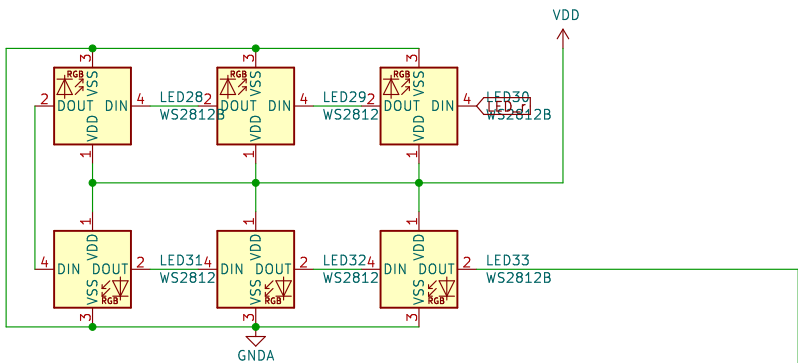 VDD
3 3 3
RGB RGB RGB
VSS VSS VSS
2 DOUT DIN 4 LED28 2 DOUT DIN 4 LED29 2 DOUT DIN 4 LED30
LED_r
WS2812B WS2812 WS2812B
VDD VDD VDD
1 1 1
1 1 1
VDD VDD VDD
4 DIN DOUT 2 LED31 4 DIN DOUT 2 LED32 4 DIN DOUT 2 LED33
WS2812 WS2812 WS2812B
VSS VSS VSS
RGB RGB RGB
3 3 3
GNDA